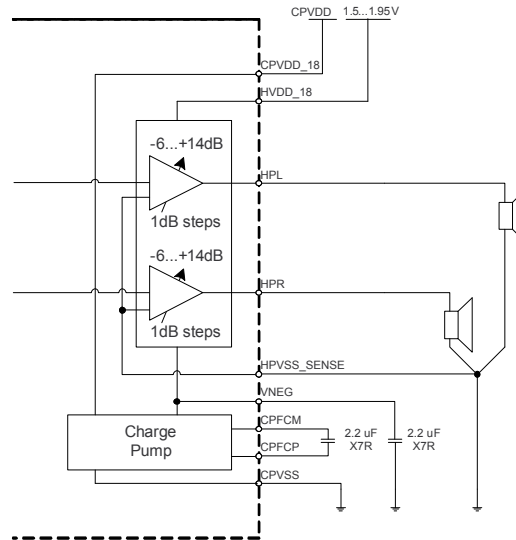 CPVDD 1.5...1.95V
CPVDD_18
HVDD_18
-6...+14dB
HPL
1dB steps
-6...+14dB
HPR
1dB steps
HPVSS_SENSE
VNEG
CPFCM
Charge
Pump
2.2 uF
X7R
2.2 uF
X7R
CPFCP
CPVSS